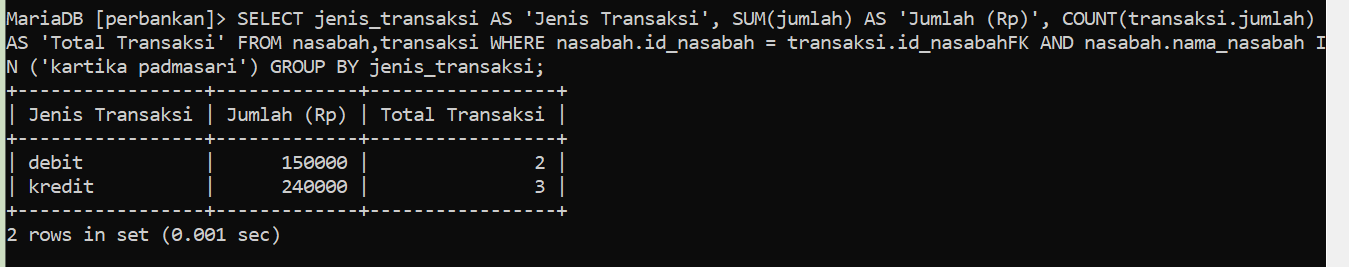 MariaDB [perbankan]> SELECT jenis_transaksi AS 'Jenis Transaksi', SUM(jumlah) AS 'Jumlah (Rp)', COUNT(transaksi.jumlah)
AS 'Total Transaksi' FROM nasabah,transaksi WHERE nasabah.id_nasabah = transaksi.id_nasabahFK AND nasabah.nama_nasabah I
N ('kartika padmasari') GROUP BY jenis_transaksi;
+-----------------+-------------+-----------------+
| Jenis Transaksi | Jumlah (Rp) | Total Transaksi |
+-----------------+-------------+-----------------+
| debit           |      150000 |               2 |
| kredit          |      240000 |               3 |
+-----------------+-------------+-----------------+
2 rows in set (0.001 sec)